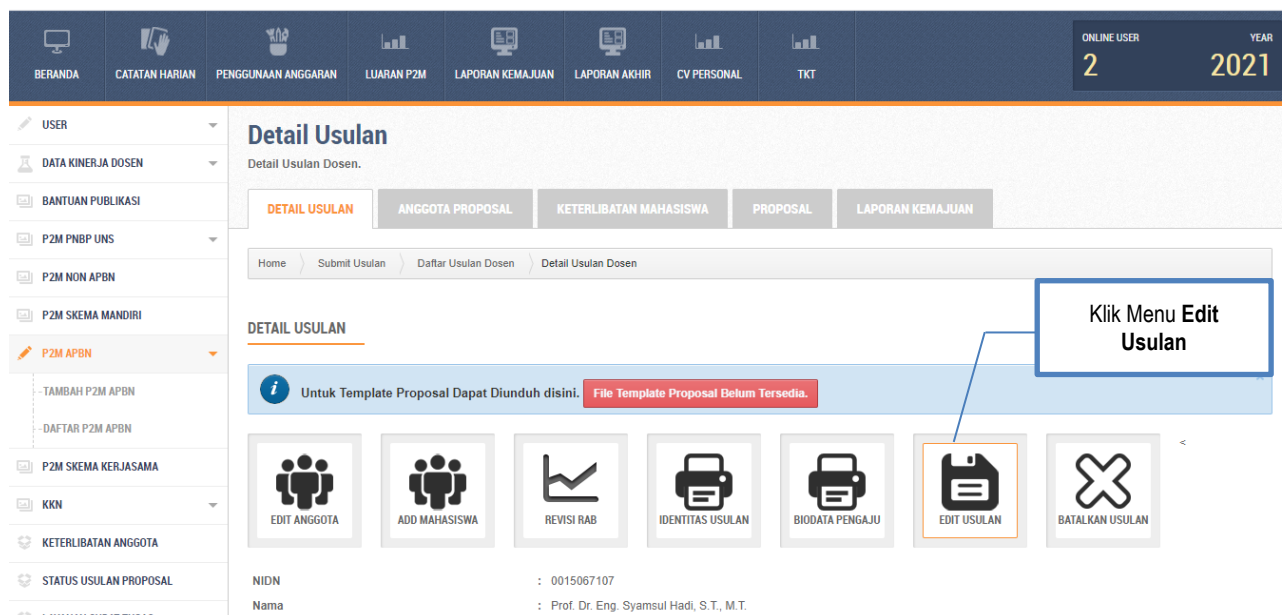 BERANDA
CATATAN HARIAN
PENGGUNAAN ANGGARAN
LUARAN P2M
LAPORAN KEMAJUAN
LAPORAN AKHIR
CV PERSONAL
TKT
ONLINE USER
2
YEAR
2021
USER
DATA KINERJA DOSEN
BANTUAN PUBLIKASI
P2M PNBP UNS
P2M NON APBN
P2M SKEMA MANDIRI
P2M APBN
-TAMBAH P2M APBN
-DAFTAR P2M APBN
P2M SKEMA KERJASAMA
KKN
KETERLIBATAN ANGGOTA
STATUS USULAN PROPOSAL
Detail Usulan
Detail Usulan Dosen.
DETAIL USULAN
ANGGOTA PROPOSAL
KETERLIBATAN MAHASISWA
PROPOSAL
LAPORAN KEMAJUAN
Home
Submit Usulan
Daftar Usulan Dosen
Detail Usulan Dosen
Klik Menu Edit
Usulan
DETAIL USULAN
Untuk Template Proposal Dapat Diunduh disini. File Template Proposal Belum Tersedia.
EDIT ANGGOTA
ADD MAHASISWA
REVISI RAB
IDENTITAS USULAN
BIODATA PENGAJU
EDIT USULAN
BATALKAN USULAN
<
NIDN : 0015067107
Nama : Prof. Dr. Eng. Syamsul Hadi, S.T., M.T.